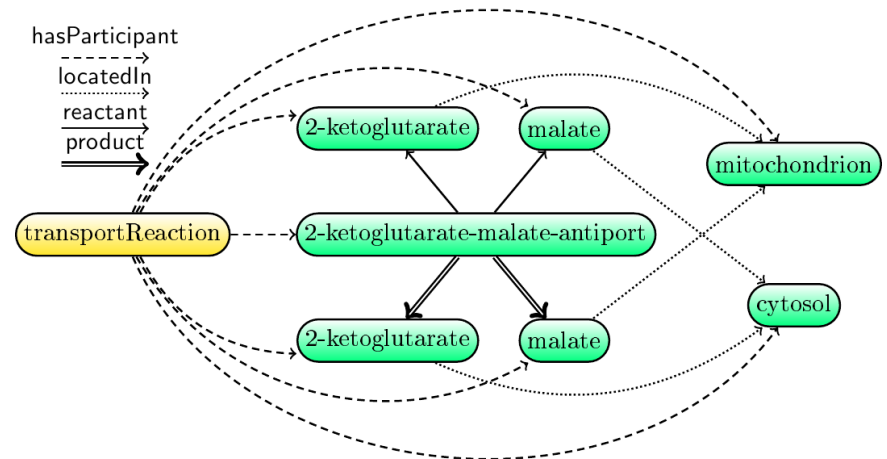 hasParticipant
locatedIn
reactant
product
2-ketoglutarate
malate
mitochondrion
transportReaction
2-ketoglutarate-malate-antiport
cytosol
2-ketoglutarate
malate